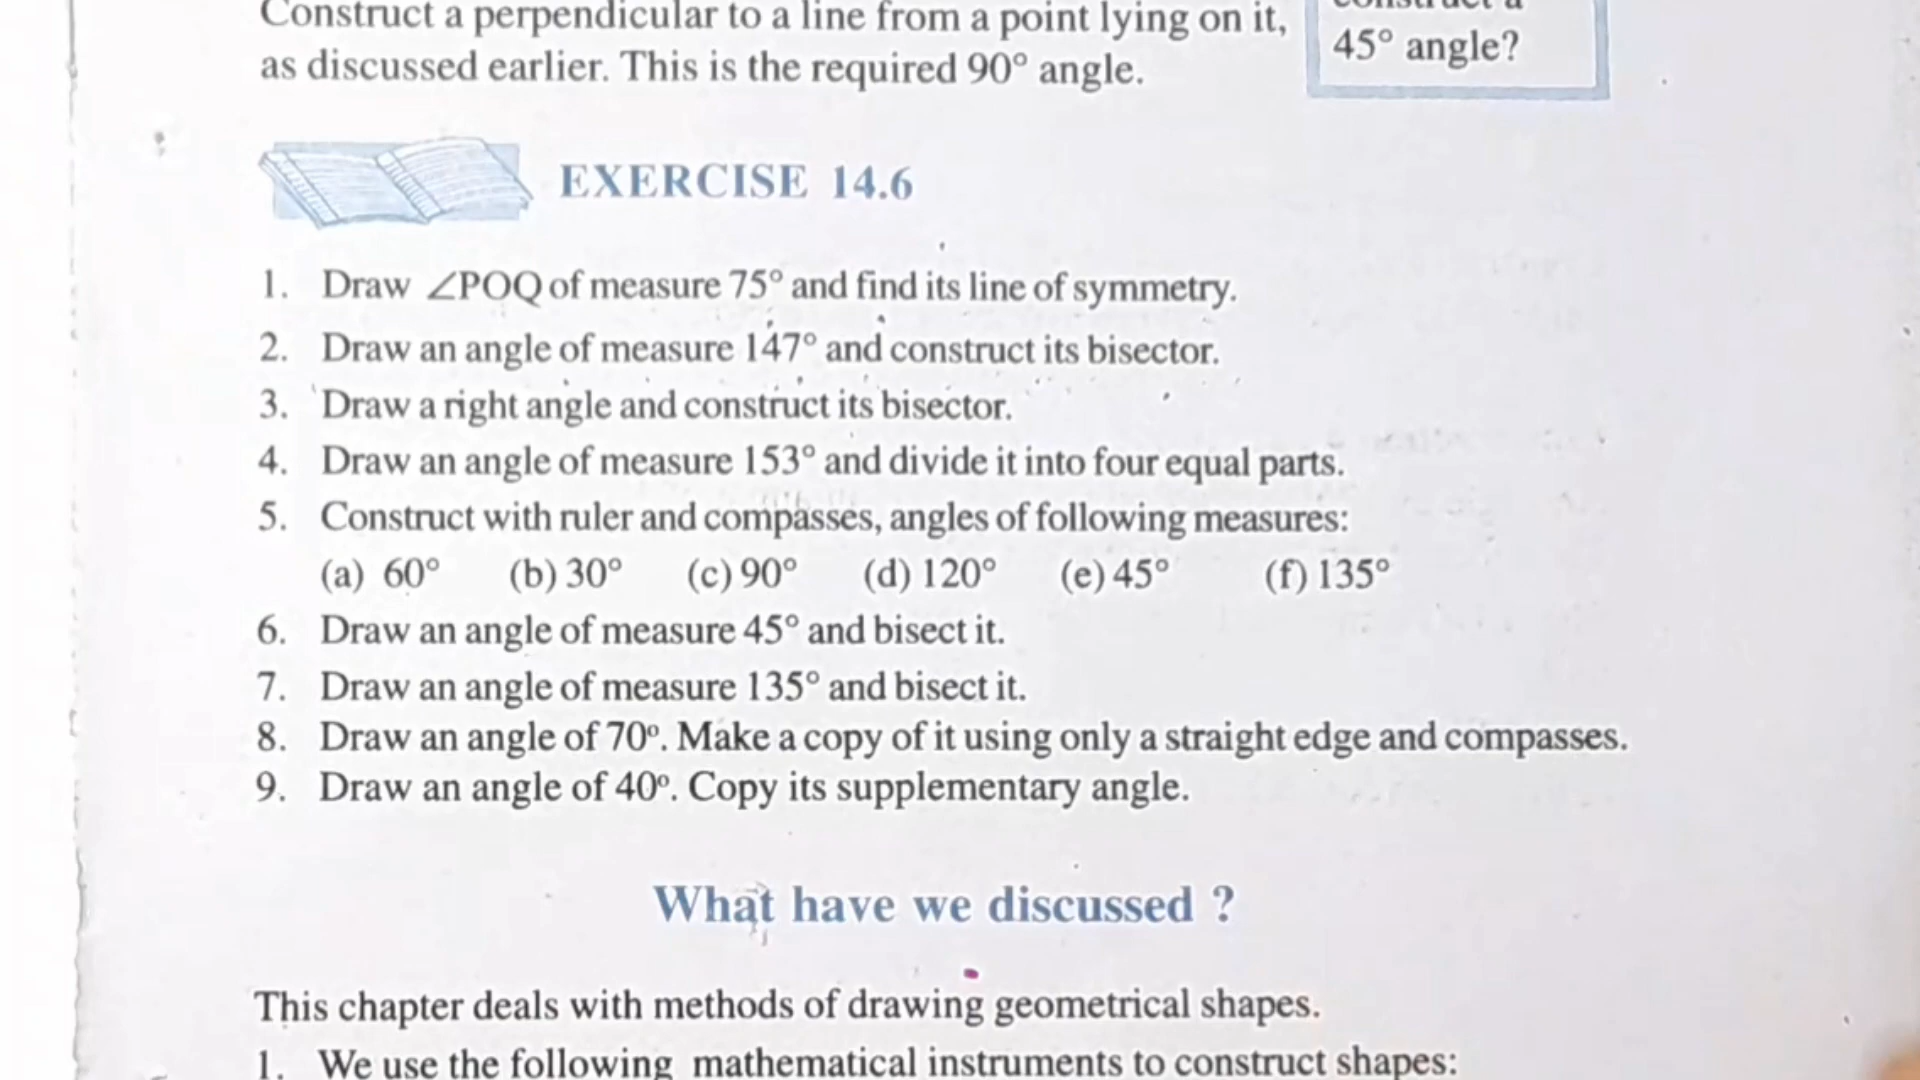 Construct a perpendicular to a line from a point lying on it,
as discussed earlier. This is the required 90° angle.
45° angle?
EXERCISE 14.6
1. Draw ∠POQ of measure 75° and find its line of symmetry.
2. Draw an angle of measure 147° and construct its bisector.
3. Draw a right angle and construct its bisector.
4. Draw an angle of measure 153° and divide it into four equal parts.
5. Construct with ruler and compasses, angles of following measures:
(a) 60° (b) 30° (c) 90° (d) 120° (e) 45° (f) 135°
6. Draw an angle of measure 45° and bisect it.
7. Draw an angle of measure 135° and bisect it.
8. Draw an angle of 70°. Make a copy of it using only a straight edge and compasses.
9. Draw an angle of 40°. Copy its supplementary angle.
What have we discussed ?
This chapter deals with methods of drawing geometrical shapes.
1. We use the following mathematical instruments to construct shapes: